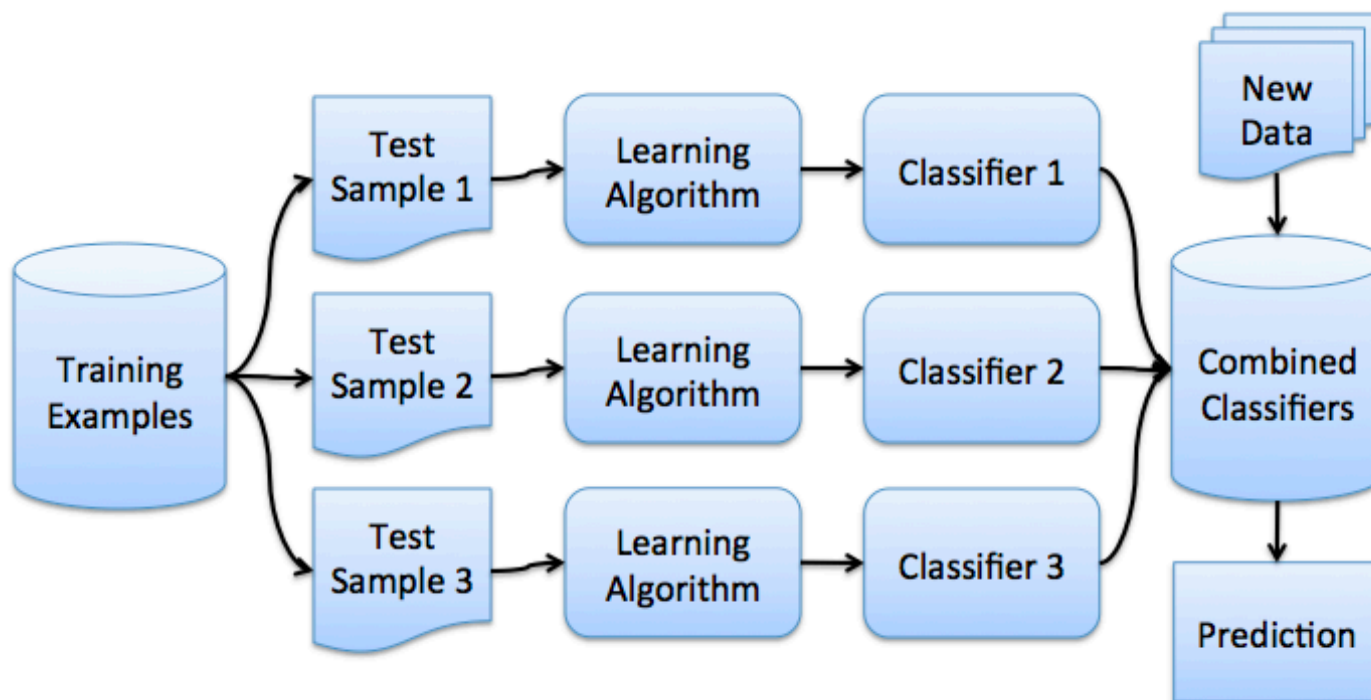 Training
Examples
Test
Sample 1
Learning
Algorithm
Classifier 1
Test
Sample 2
Learning
Algorithm
Classifier 2
Test
Sample 3
Learning
Algorithm
Classifier 3
New
Data
Combined
Classifiers
Prediction